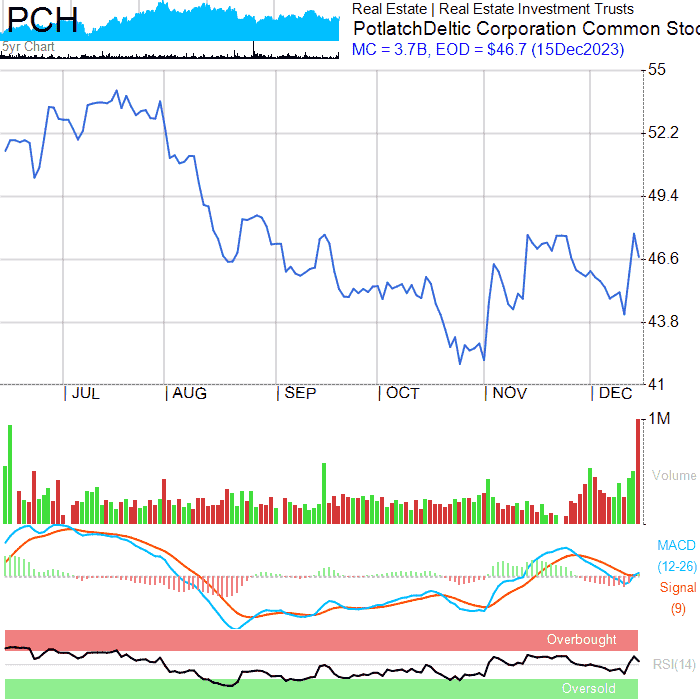 PCH
5yr Chart
Real Estate | Real Estate Investment Trusts
PotlatchDeltic Corporation Common Stoc
MC = 3.7B, EOD = $46.7 (15Dec2023)
55
52.2
49.4
46.6
43.8
41
JUL AUG SEP OCT NOV DEC
1M
Volume
MACD
(12-26)
Signal
(9)
Overbought
RSI(14)
Oversold